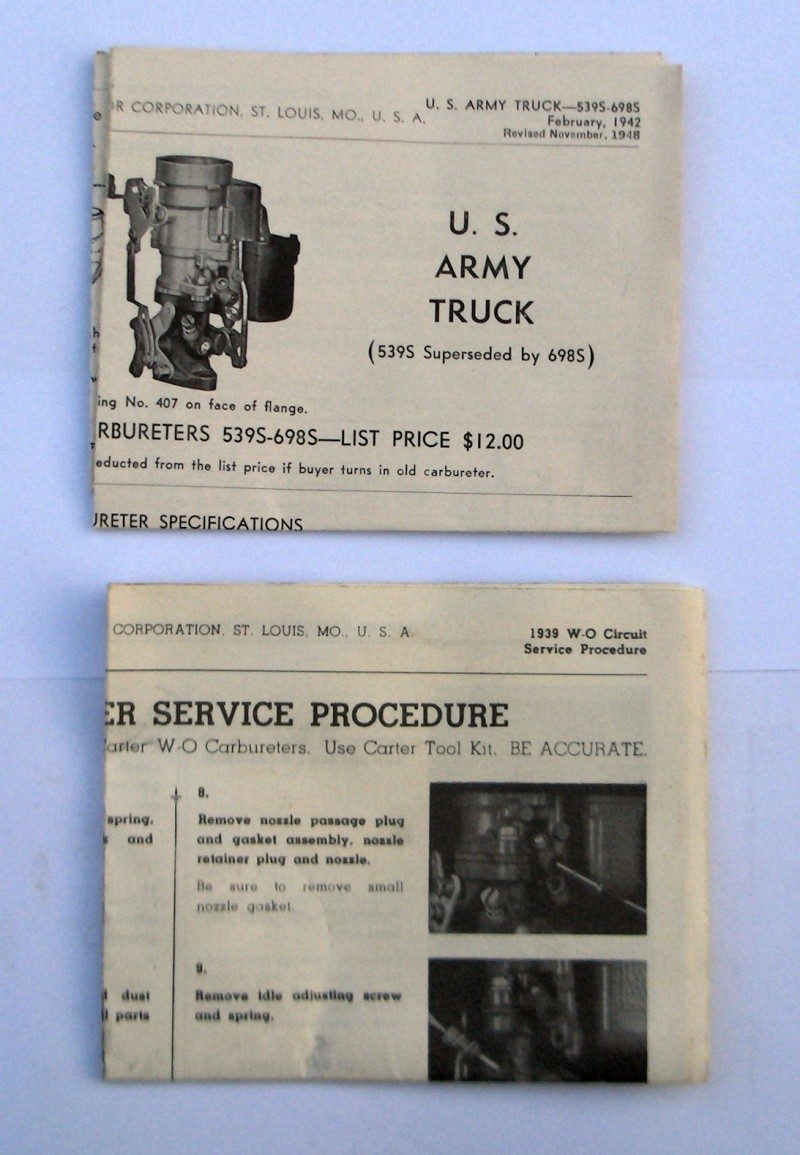 OR CORPORATION, ST. LOUIS, MO., U. S. A.
U. S. ARMY TRUCK—539S-698S
February, 1942
Revised November, 1948
U. S.
ARMY
TRUCK
(539S Superseded by 698S)
ing No. 407 on face of flange.
RBURETERS 539S-698S—LIST PRICE $12.00
educted from the list price if buyer turns in old carbureter.
URETER SPECIFICATIONS
CORPORATION, ST. LOUIS, MO., U. S. A.
1939 W-O Circuit
Service Procedure
ER SERVICE PROCEDURE
Carter W-O Carbureters. Use Carter Tool Kit. BE ACCURATE.
spring,
and
8.
Remove nozzle passage plug
and gasket assembly, nozzle
retainer plug and nozzle.
Be sure to remove small
nozzle gasket.
dust
parts
9.
Remove idle adjusting screw
and spring.